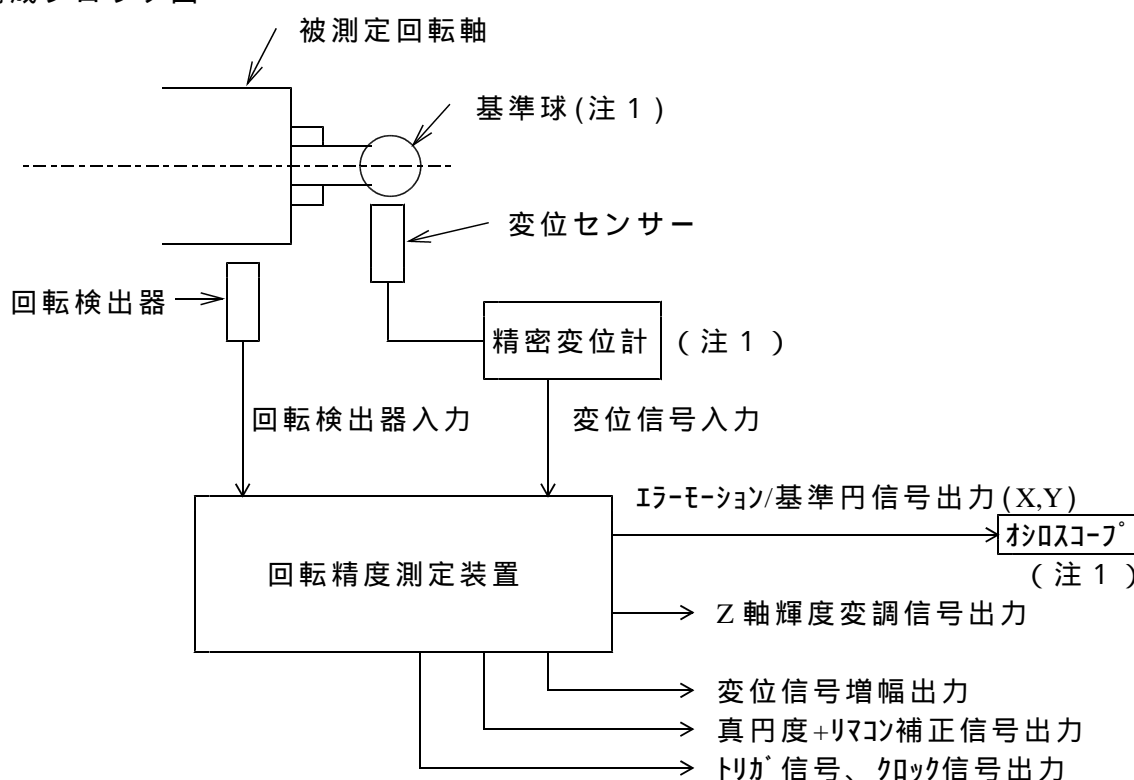 被測定回転軸
基準球(注1)
変位センサー
回転検出器
精密変位計 (注1)
回転検出器入力
変位信号入力
ｴﾗｰﾓｰｼｮﾝ/基準円信号出力(X,Y)
ｵｼﾛｽｺｰﾌﾟ
(注1)
回転精度測定装置
Z軸輝度変調信号出力
変位信号増幅出力
真円度+ﾘﾏｺﾝ補正信号出力
ﾄﾘｶﾞ信号、ｸﾛｯｸ信号出力